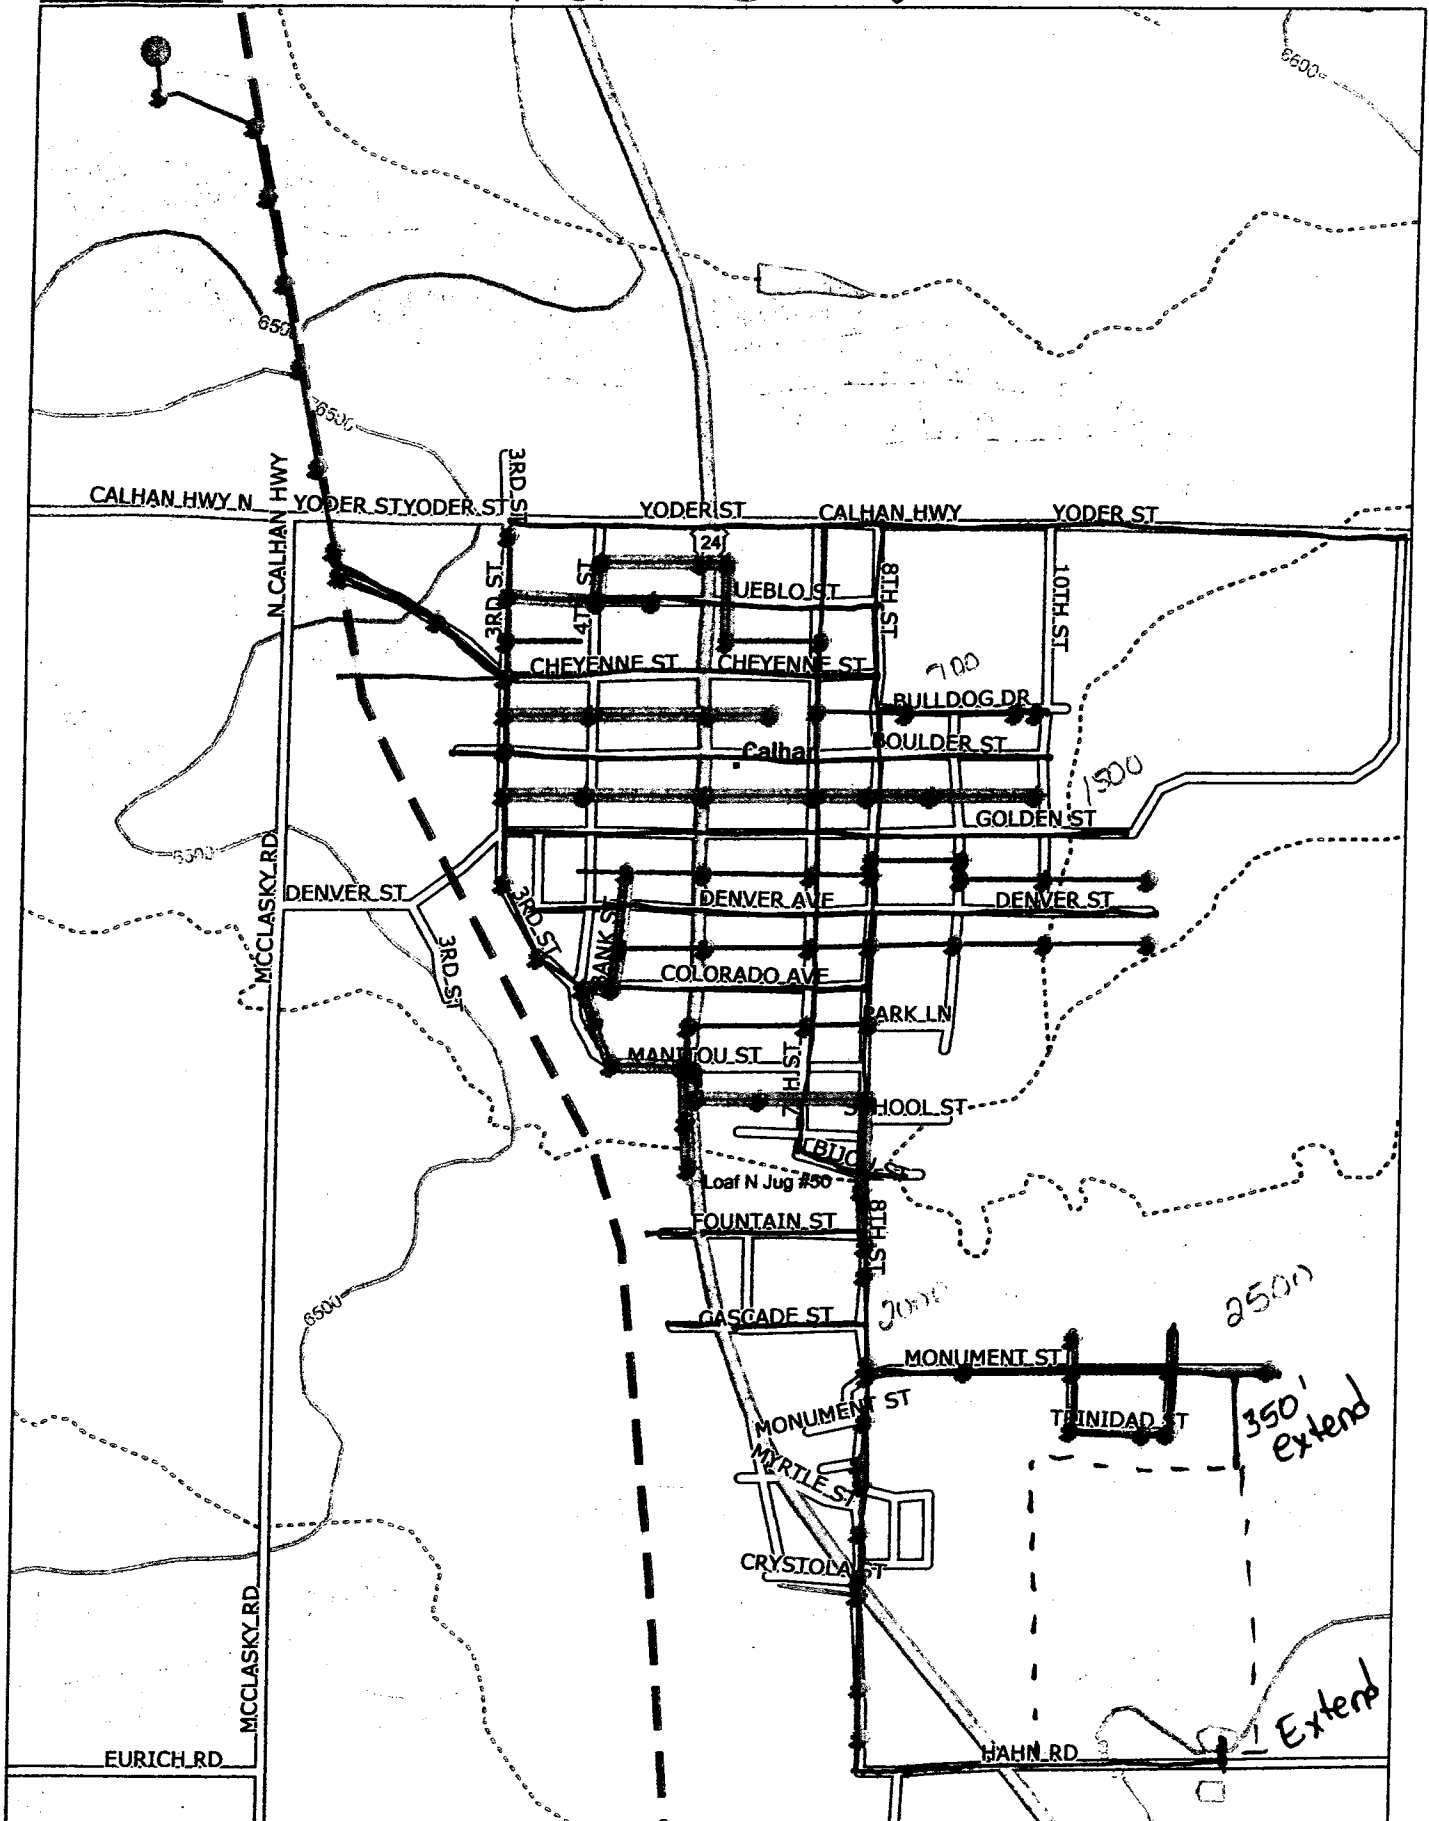 6600
6500
6500
CALHAN HWY N
N CALHAN HWY
YODER ST
YODER ST
3RD ST
YODER ST
CALHAN HWY
YODER ST
24
3RD ST
4T
ST
UEBLO ST
8TH ST
10TH ST
CHEYENNE ST
CHEYENNE ST
700
BULLDOG DR
BOULDER ST
Calhan
1500
GOLDEN ST
6500
MCCLASKY RD
DENVER ST
3RD ST
3RD ST
BANK ST
DENVER AVE
DENVER ST
COLORADO AVE
PARK LN
MANITOU ST
7TH ST
SCHOOL ST
BIJOU ST
Loaf N Jug #50
FOUNTAIN ST
8TH ST
6500
CASCADE ST
2000
2500
MONUMENT ST
MONUMENT ST
TRINIDAD ST
350'
extend
MYRTLE ST
CRYSTOLA ST
MCCLASKY RD
Extend
EURICH RD
HAHN RD